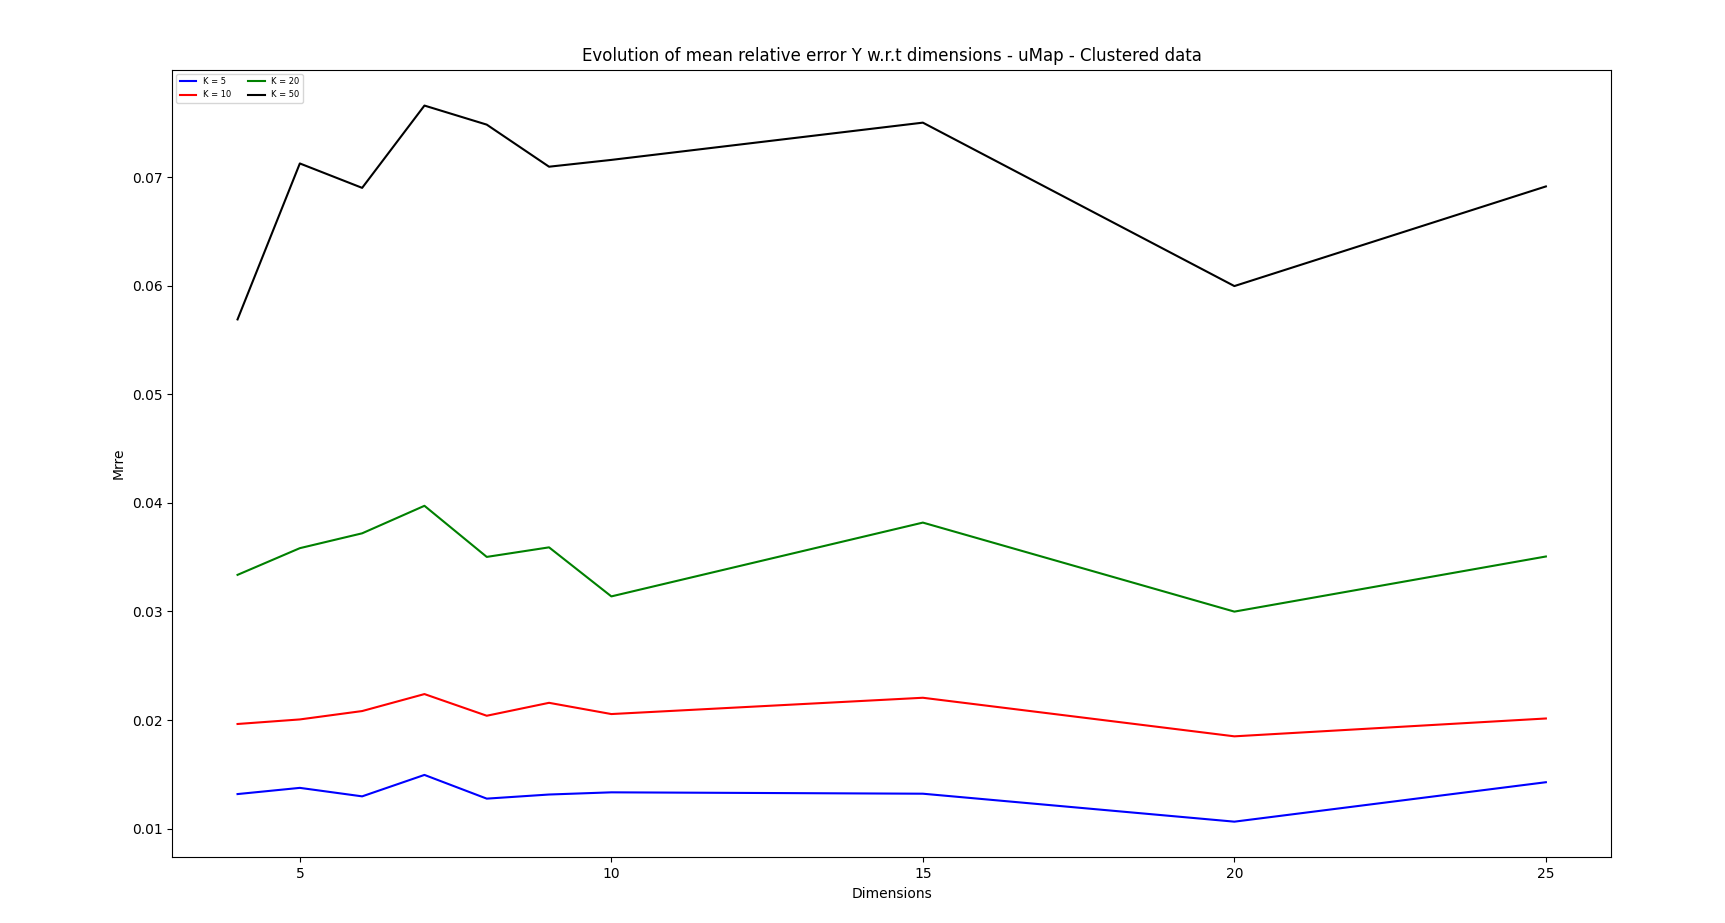 Evolution of mean relative error Y w.r.t dimensions - uMap - Clustered data
K = 5
K = 10
K = 20
K = 50
0.07
0.06
0.05
0.04
0.03
0.02
0.01
Mrre
5
10
15
20
25
Dimensions